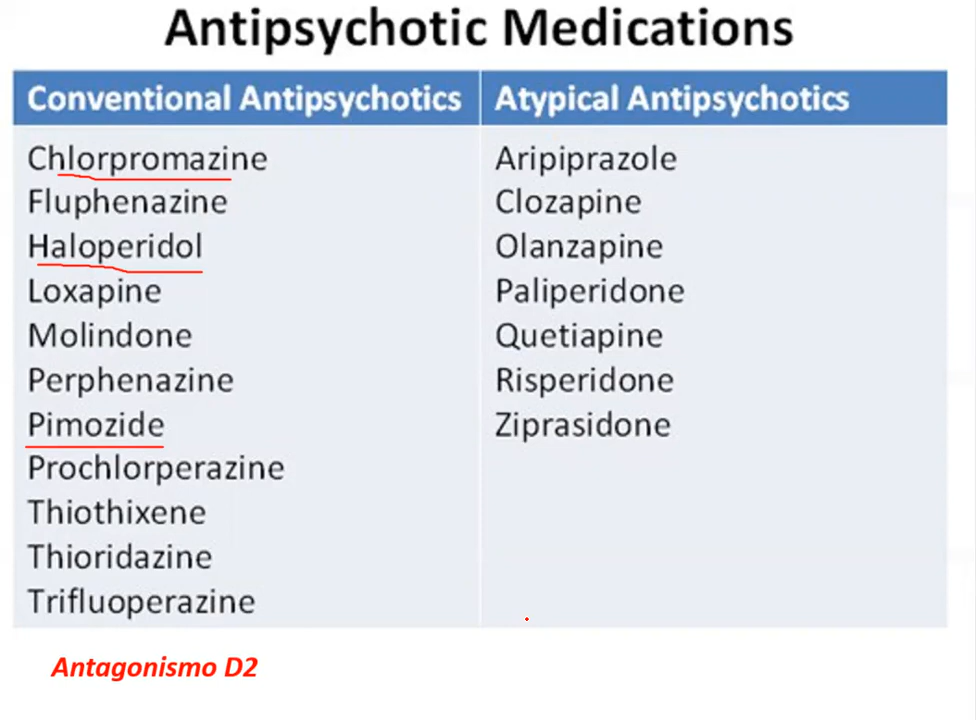 Antipsychotic Medications
Conventional Antipsychotics
Atypical Antipsychotics
Chlorpromazine
Fluphenazine
Haloperidol
Loxapine
Molindone
Perphenazine
Pimozide
Prochlorperazine
Thiothixene
Thioridazine
Trifluoperazine
Aripiprazole
Clozapine
Olanzapine
Paliperidone
Quetiapine
Risperidone
Ziprasidone
Antagonismo D2